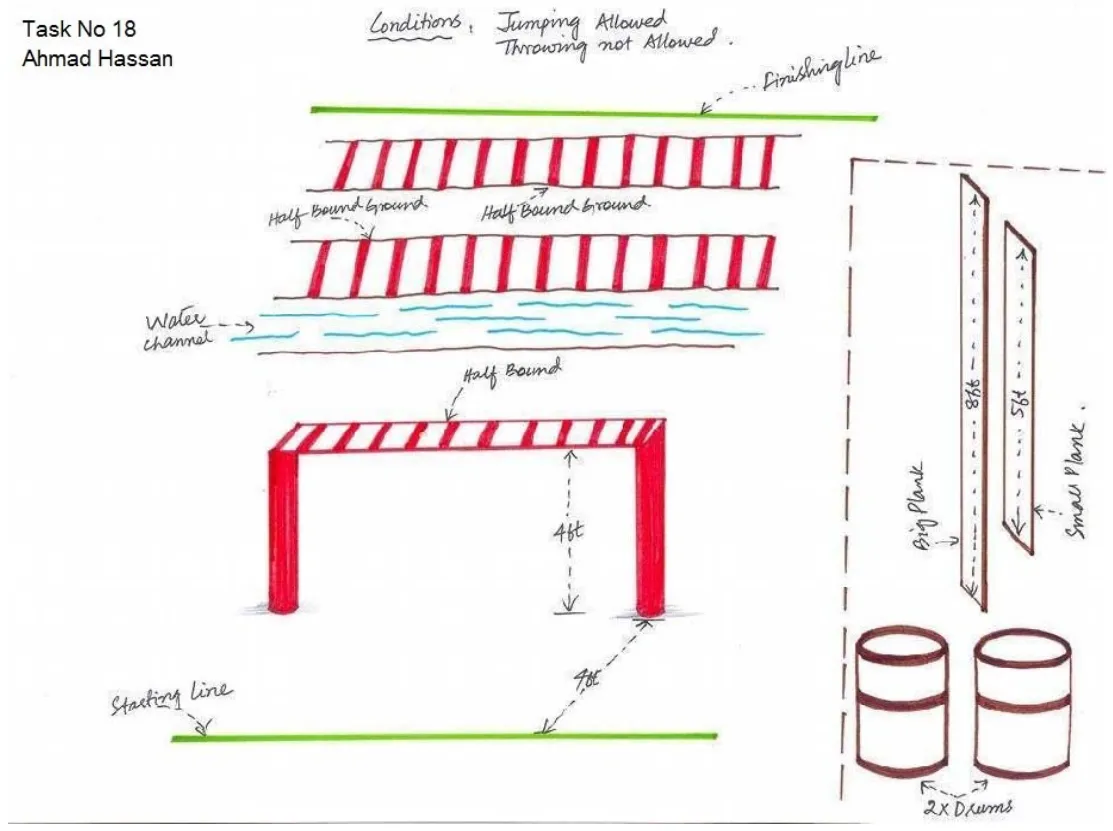 Task No 18
Ahmad Hassan
Conditions: Jumping Allowed
Throwing not Allowed.
Finishing line
Half Bound Ground
Half Bound Ground
Water channel
Half Bound
4ft
4ft
Starting line
8ft
5ft
Big Plank
Small Plank.
2x Drums